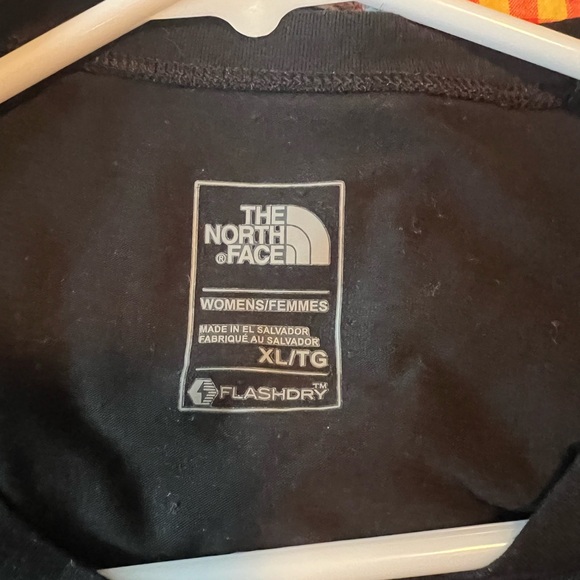 THE
NORTH
®FACE
WOMENS/FEMMES
MADE IN EL SALVADOR
FABRIQUÉ AU SALVADOR
XL/TG
FLASHDRY™